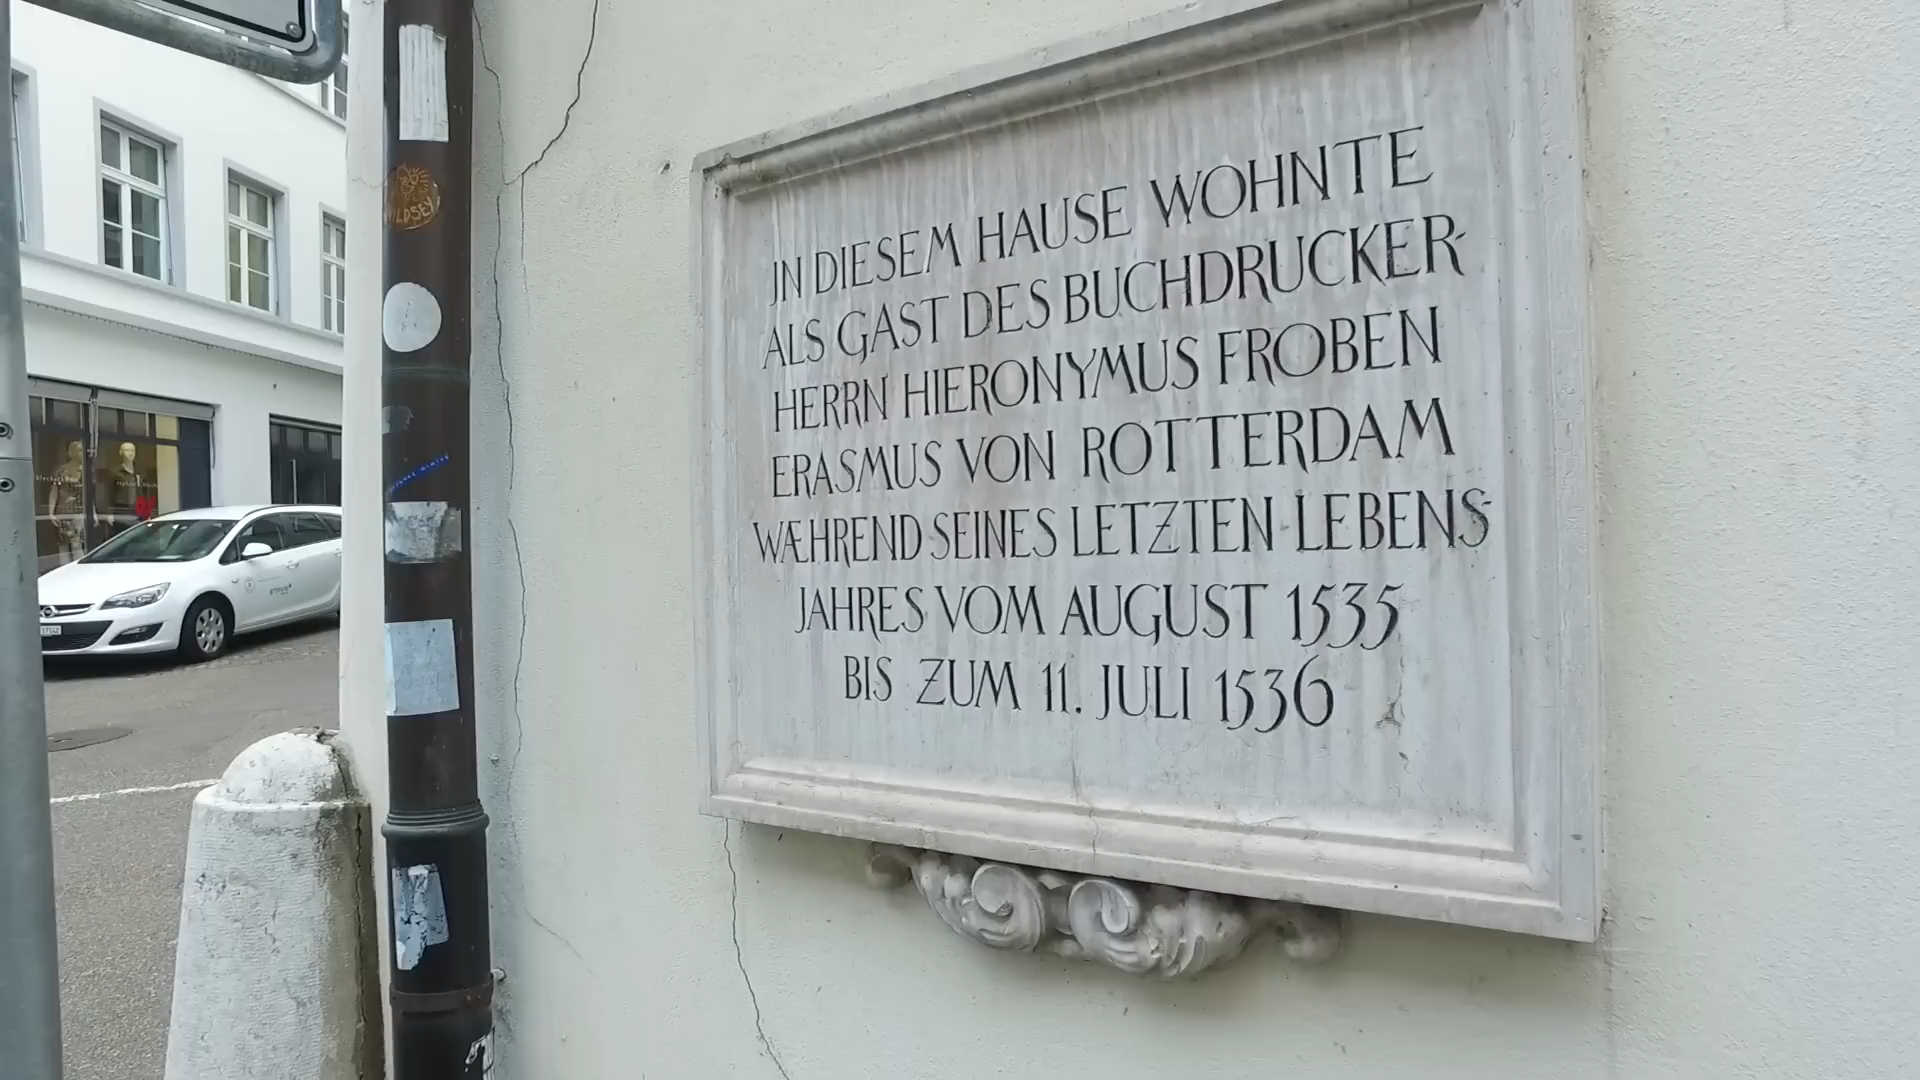 IN DIESEM HAUSE WOHNTE
ALS GAST DES BUCHDRUCKER-
HERRN HIERONYMUS FROBEN
ERASMUS VON ROTTERDAM
WÆHREND SEINES LETZTEN LEBENS-
JAHRES VOM AUGUST 1535
BIS ZUM 11. JULI 1536